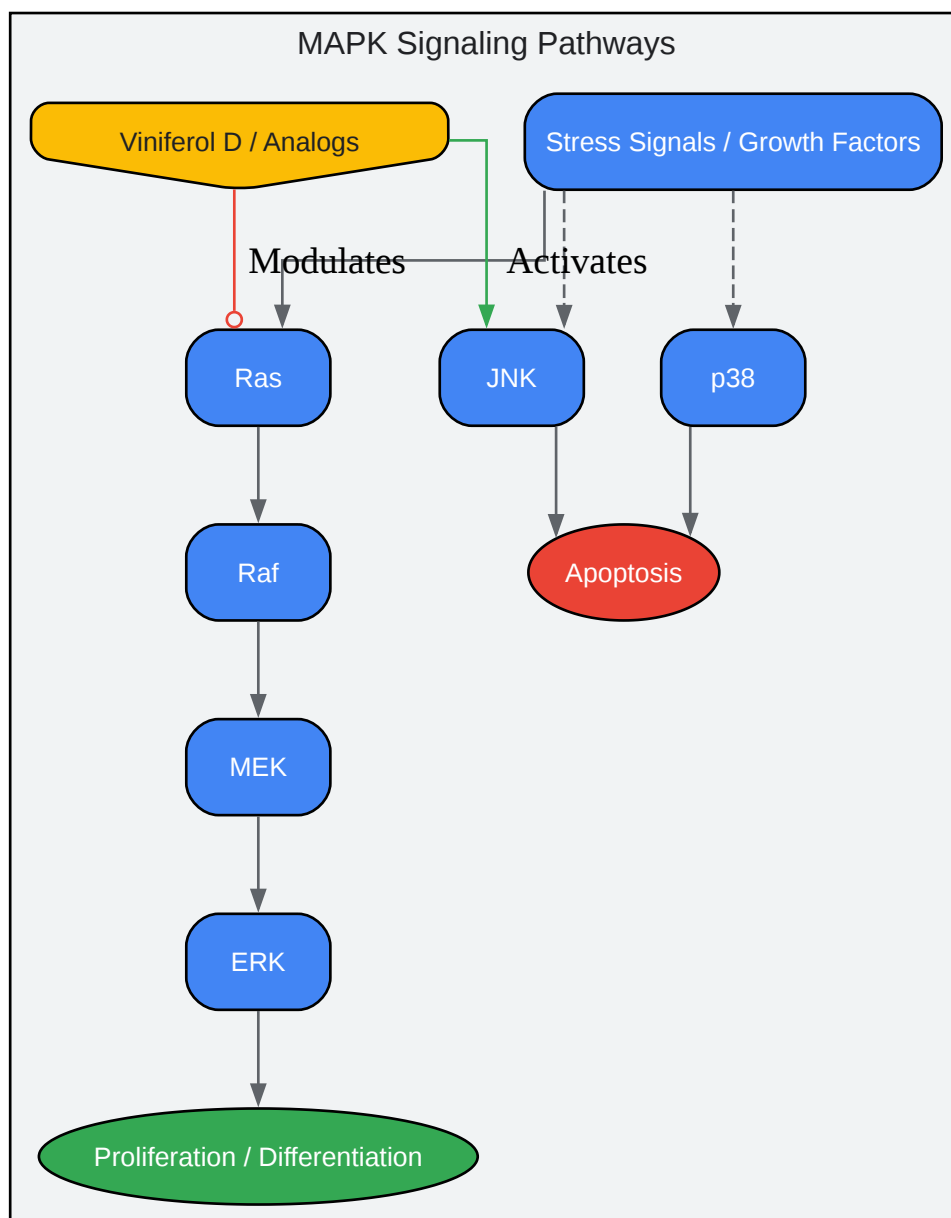 MAPK Signaling Pathways
Viniferol D / Analogs
Stress Signals / Growth Factors
Modulates
Activates
Ras
JNK
p38
Raf
Apoptosis
MEK
ERK
Proliferation / Differentiation